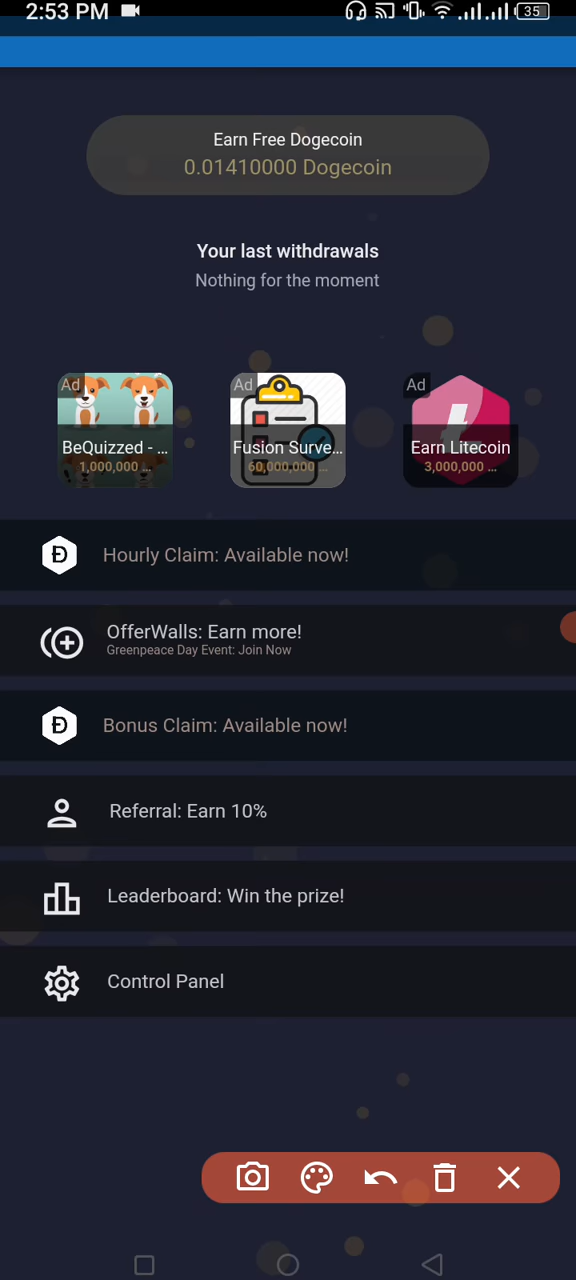 2:53 PM
35
Earn Free Dogecoin
0.01410000 Dogecoin
Your last withdrawals
Nothing for the moment
Ad
Ad
Ad
BeQuizzed - ...
Fusion Surve...
Earn Litecoin
1,000,000 ...
60,000,000 ...
3,000,000 ...
Hourly Claim: Available now!
OfferWalls: Earn more!
Greenpeace Day Event: Join Now
Bonus Claim: Available now!
Referral: Earn 10%
Leaderboard: Win the prize!
Control Panel